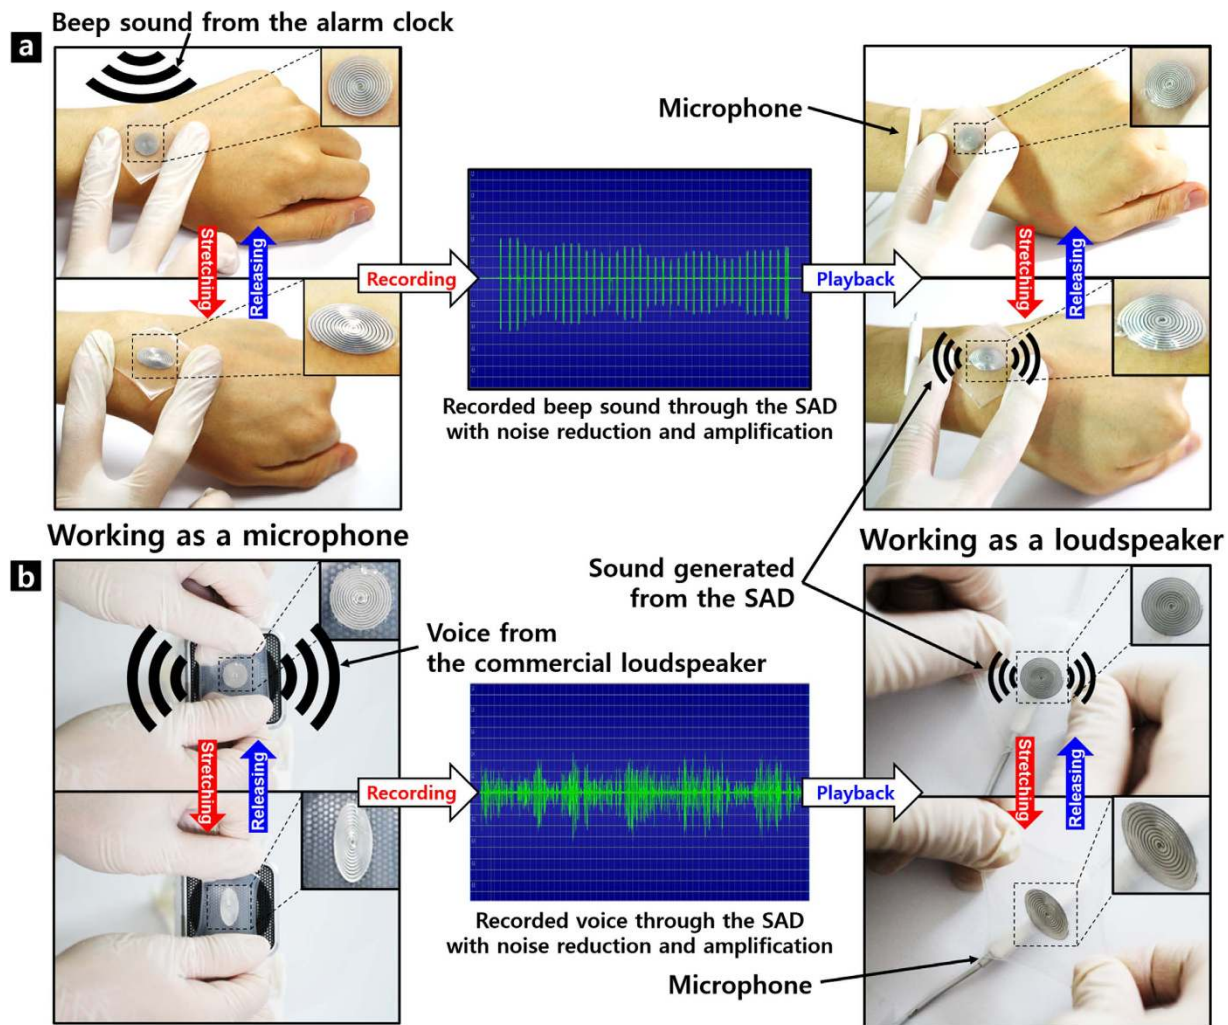 Beep sound from the alarm clock
a
Microphone
Stretching
Releasing
Recording
Playback
Stretching
Releasing
Recorded beep sound through the SAD
with noise reduction and amplification
Working as a microphone
Working as a loudspeaker
b
Sound generated
from the SAD
Voice from
the commercial loudspeaker
Stretching
Releasing
Recording
Playback
Stretching
Releasing
Recorded voice through the SAD
with noise reduction and amplification
Microphone